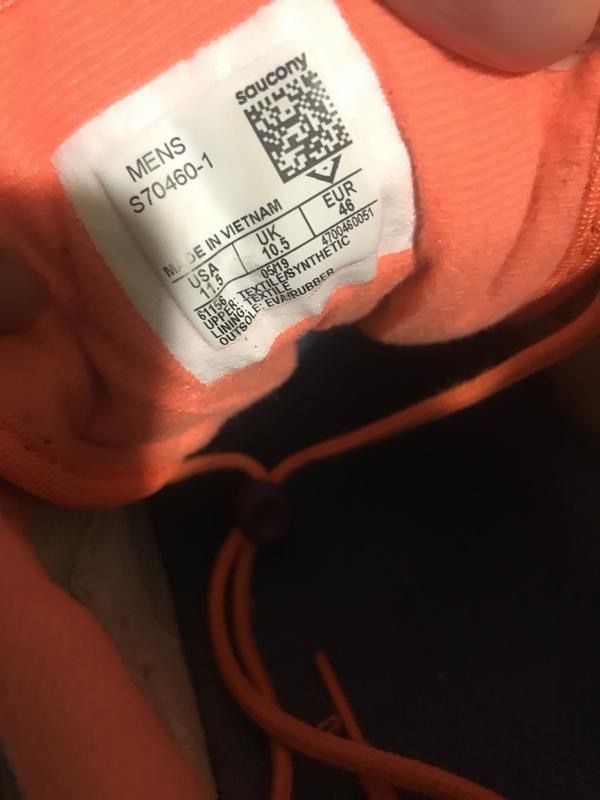 saucony
MENS
S70460-1
MADE IN VIETNAM
USA UK EUR
11.5 10.5 46
61156 05/19 4700460051
UPPER: TEXTILE/SYNTHETIC
LINING: TEXTILE
OUTSOLE: EVA/RUBBER